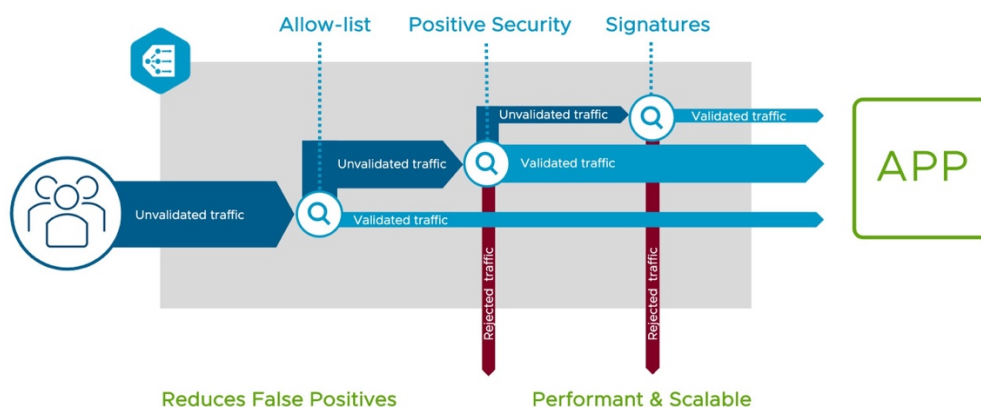 Allow-list
Positive Security
Signatures
Unvalidated traffic
Validated traffic
Unvalidated traffic
Validated traffic
APP
Unvalidated traffic
Validated traffic
Rejected traffic
Rejected traffic
Reduces False Positives
Performant & Scalable